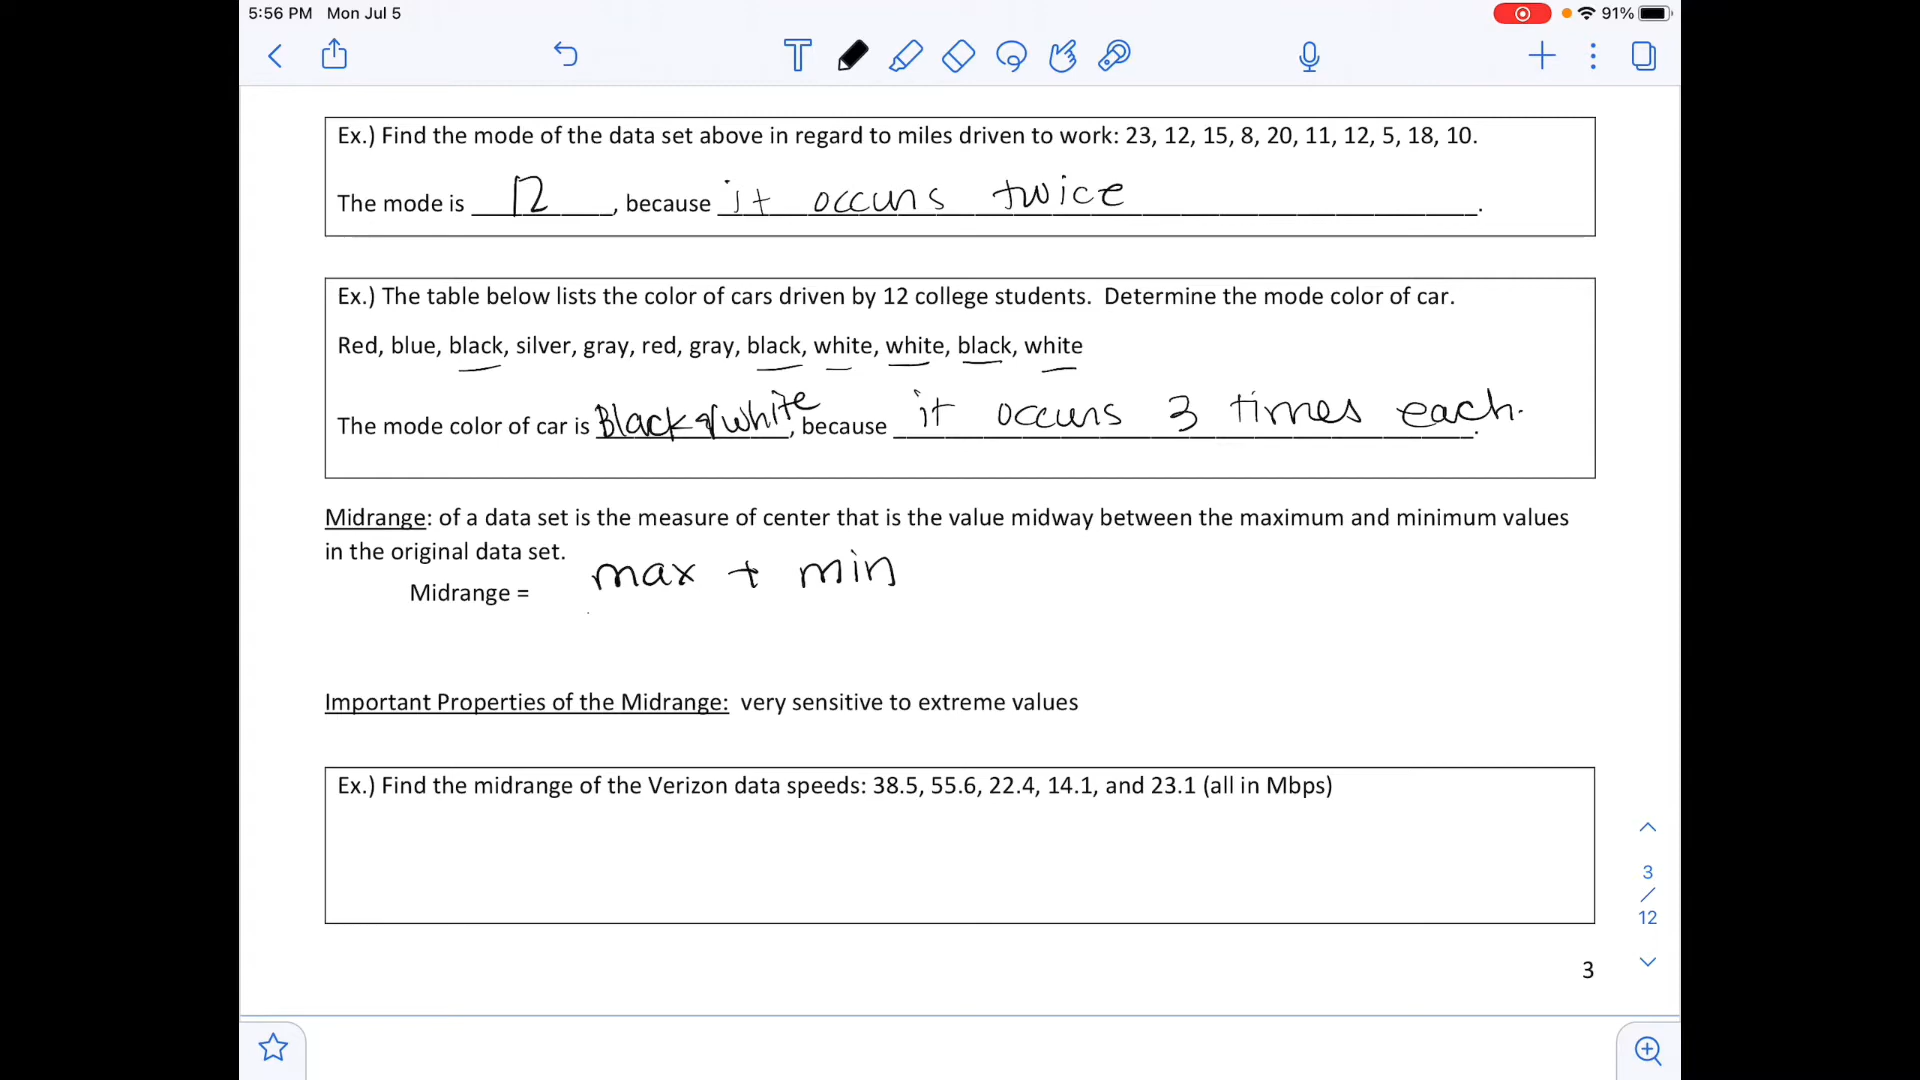 5:56 PM Mon Jul 5
91%
Ex.) Find the mode of the data set above in regard to miles driven to work: 23, 12, 15, 8, 20, 11, 12, 5, 18, 10.
The mode is 12, because it occurs twice.
Ex.) The table below lists the color of cars driven by 12 college students. Determine the mode color of car.
Red, blue, black, silver, gray, red, gray, black, white, white, black, white
The mode color of car is Black & white, because it occurs 3 times each.
Midrange: of a data set is the measure of center that is the value midway between the maximum and minimum values
in the original data set.
Midrange = max + min
Important Properties of the Midrange: very sensitive to extreme values
Ex.) Find the midrange of the Verizon data speeds: 38.5, 55.6, 22.4, 14.1, and 23.1 (all in Mbps)
3
/
12
3